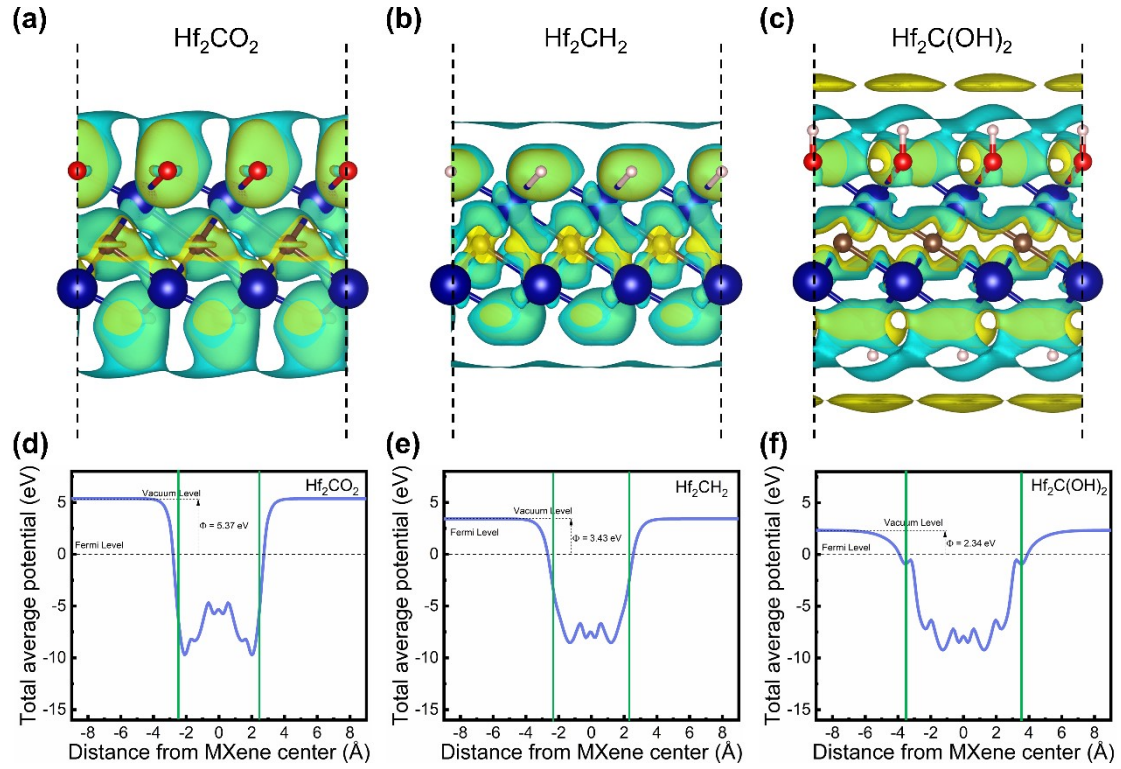 (a)
Hf₂CO₂
(b)
Hf₂CH₂
(c)
Hf₂C(OH)₂
(d)
Total average potential (eV)
5
0
-5
-10
-15
Hf₂CO₂
Vacuum Level
Φ = 5.37 eV
Fermi Level
-8 -6 -4 -2 0 2 4 6 8
Distance from MXene center (Å)
(e)
Total average potential (eV)
5
0
-5
-10
-15
Hf₂CH₂
Vacuum Level
Φ = 3.43 eV
Fermi Level
-8 -6 -4 -2 0 2 4 6 8
Distance from MXene center (Å)
(f)
Total average potential (eV)
5
0
-5
-10
-15
Hf₂C(OH)₂
Vacuum Level
Φ = 2.34 eV
Fermi Level
-8 -6 -4 -2 0 2 4 6 8
Distance from MXene center (Å)